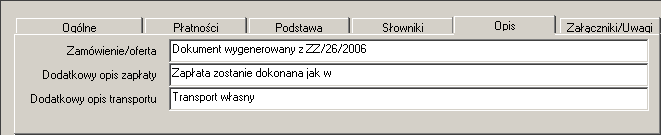 Ogólne Płatności Podstawa Słowniki Opis Załączniki/Uwagi
Zamówienie/oferta Dokument wygenerowany z ZZ/26/2006
Dodatkowy opis zapłaty Zapłata zostanie dokonana jak w
Dodatkowy opis transportu Transport własny